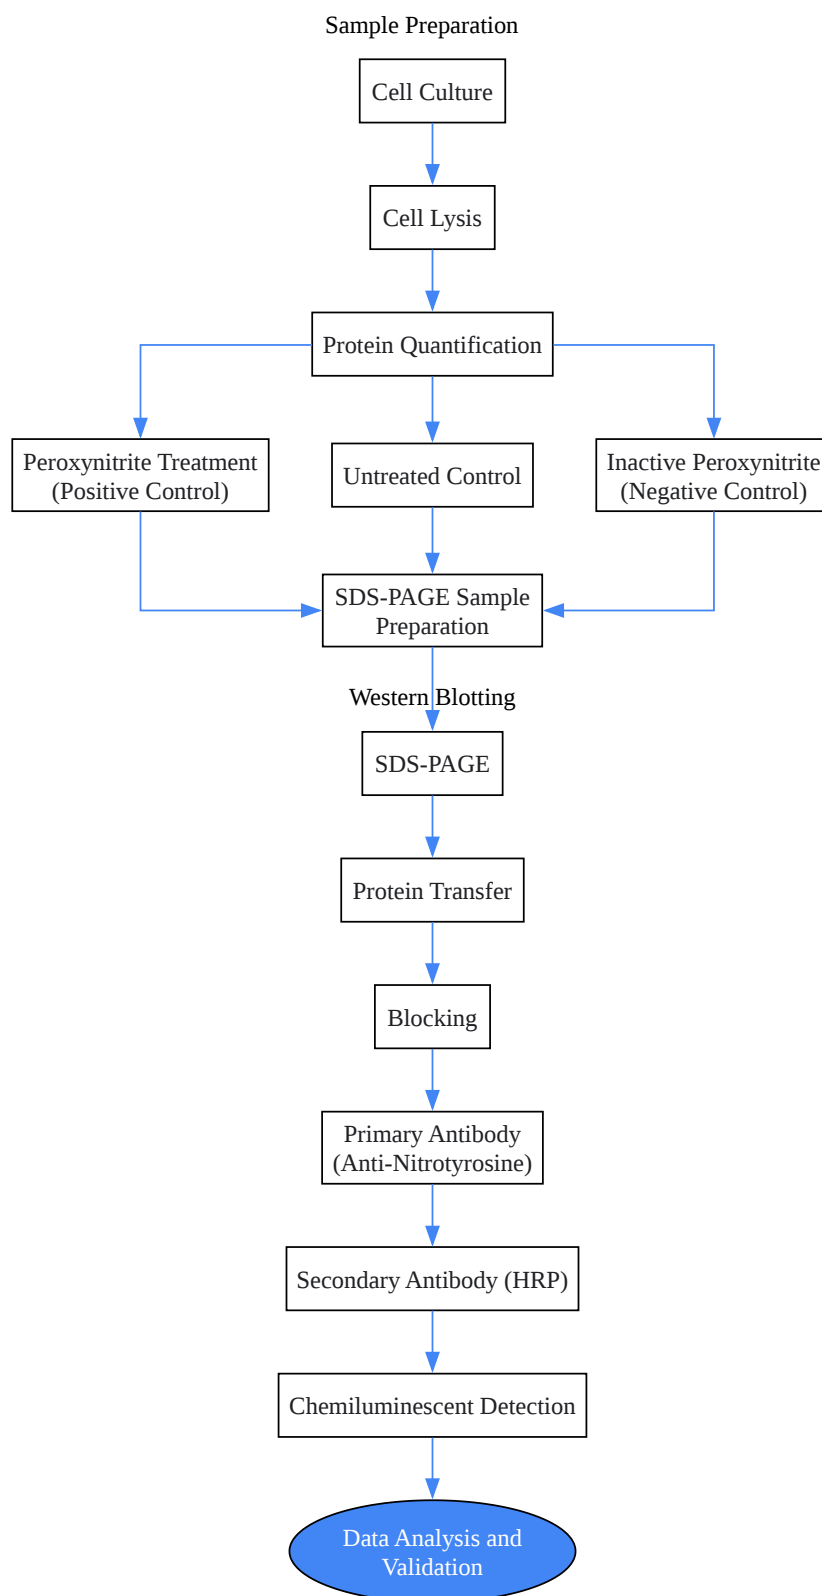 Sample Preparation
Cell Culture
Cell Lysis
Protein Quantification
Peroxynitrite Treatment
(Positive Control)
Untreated Control
Inactive Peroxynitrite
(Negative Control)
SDS-PAGE Sample
Preparation
Western Blotting
SDS-PAGE
Protein Transfer
Blocking
Primary Antibody
(Anti-Nitrotyrosine)
Secondary Antibody (HRP)
Chemiluminescent Detection
Data Analysis and
Validation